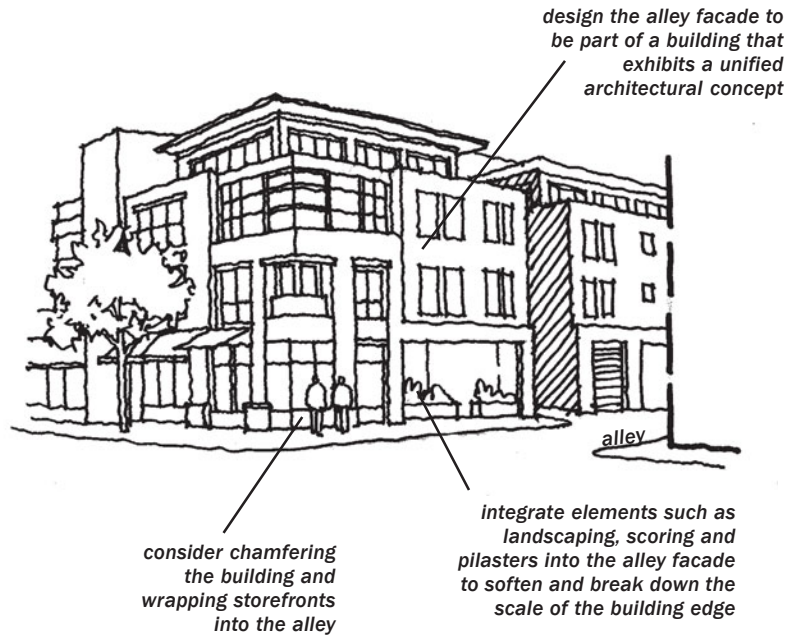 design the alley facade to
be part of a building that
exhibits a unified
architectural concept
alley
consider chamfering
the building and
wrapping storefronts
into the alley
integrate elements such as
landscaping, scoring and
pilasters into the alley facade
to soften and break down the
scale of the building edge